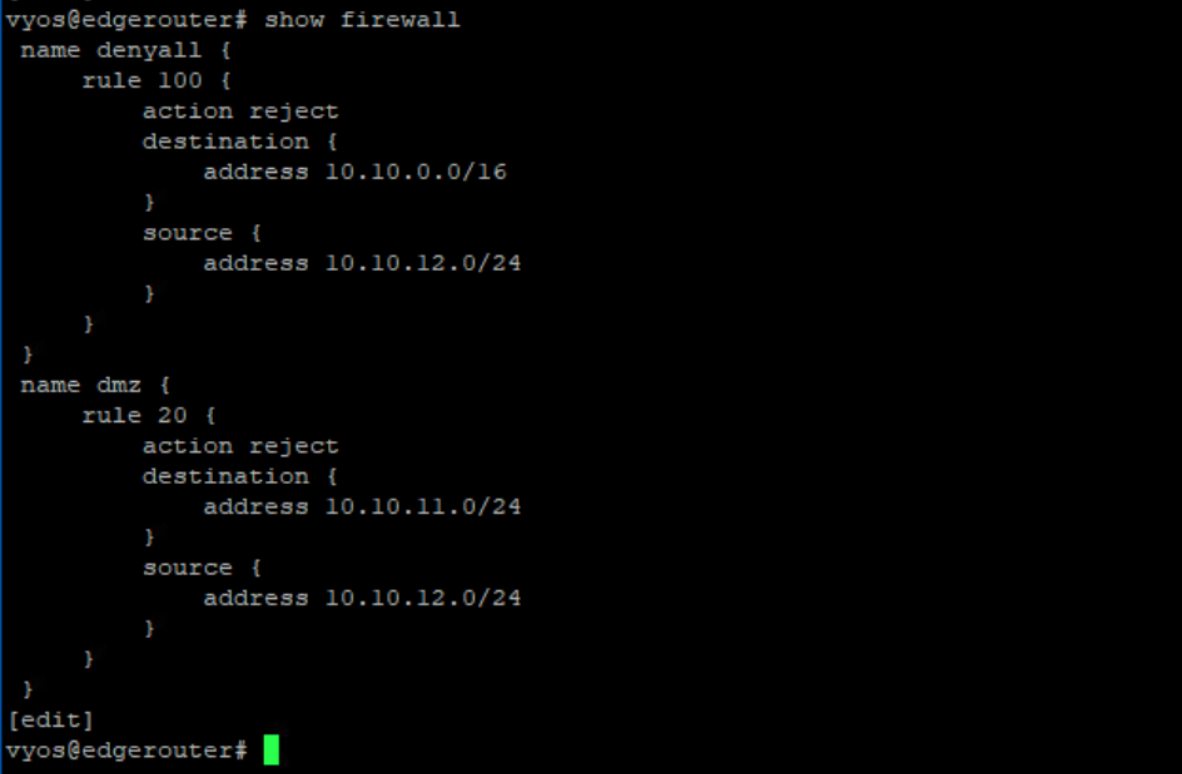 vyos@edgerouter# show firewall
name denyall {
rule 100 {
action reject
destination {
address 10.10.0.0/16
}
source {
address 10.10.12.0/24
}
}
}
name dmz {
rule 20 {
action reject
destination {
address 10.10.11.0/24
}
source {
address 10.10.12.0/24
}
}
}
[edit]
vyos@edgerouter#